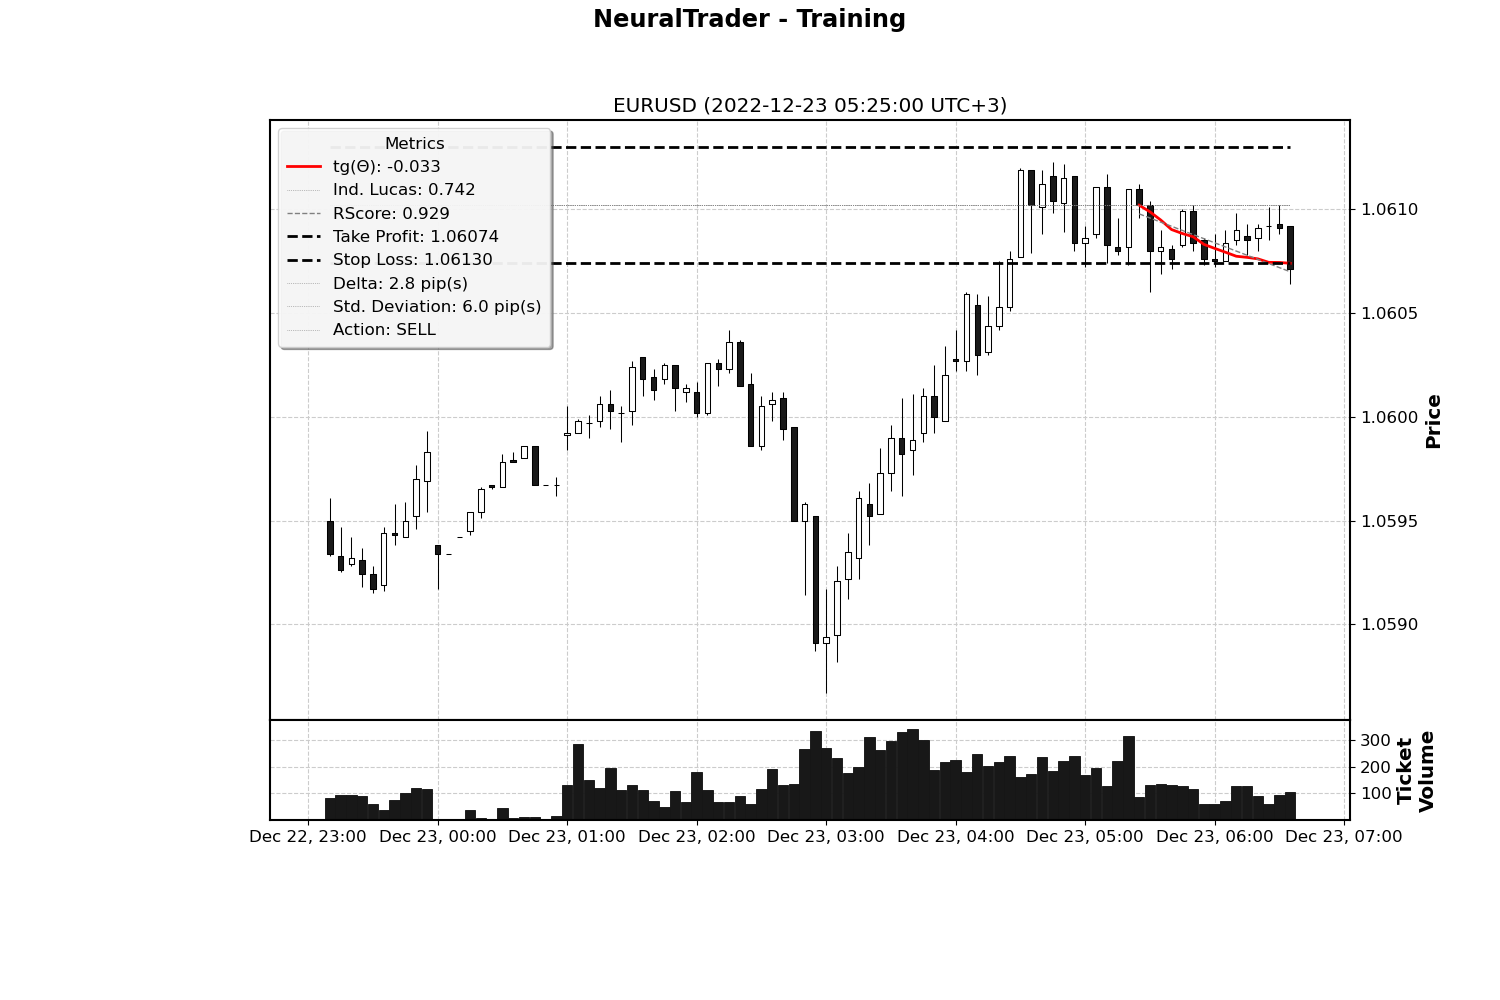 NeuralTrader - Training
EURUSD (2022-12-23 05:25:00 UTC+3)
Metrics
tg(Θ): -0.033
Ind. Lucas: 0.742
RScore: 0.929
Take Profit: 1.06074
Stop Loss: 1.06130
Delta: 2.8 pip(s)
Std. Deviation: 6.0 pip(s)
Action: SELL
1.0610
1.0605
1.0600
1.0595
1.0590
Price
300
200
100
Ticket
Volume
Dec 22, 23:00 Dec 23, 00:00 Dec 23, 01:00 Dec 23, 02:00 Dec 23, 03:00 Dec 23, 04:00 Dec 23, 05:00 Dec 23, 06:00 Dec 23, 07:00